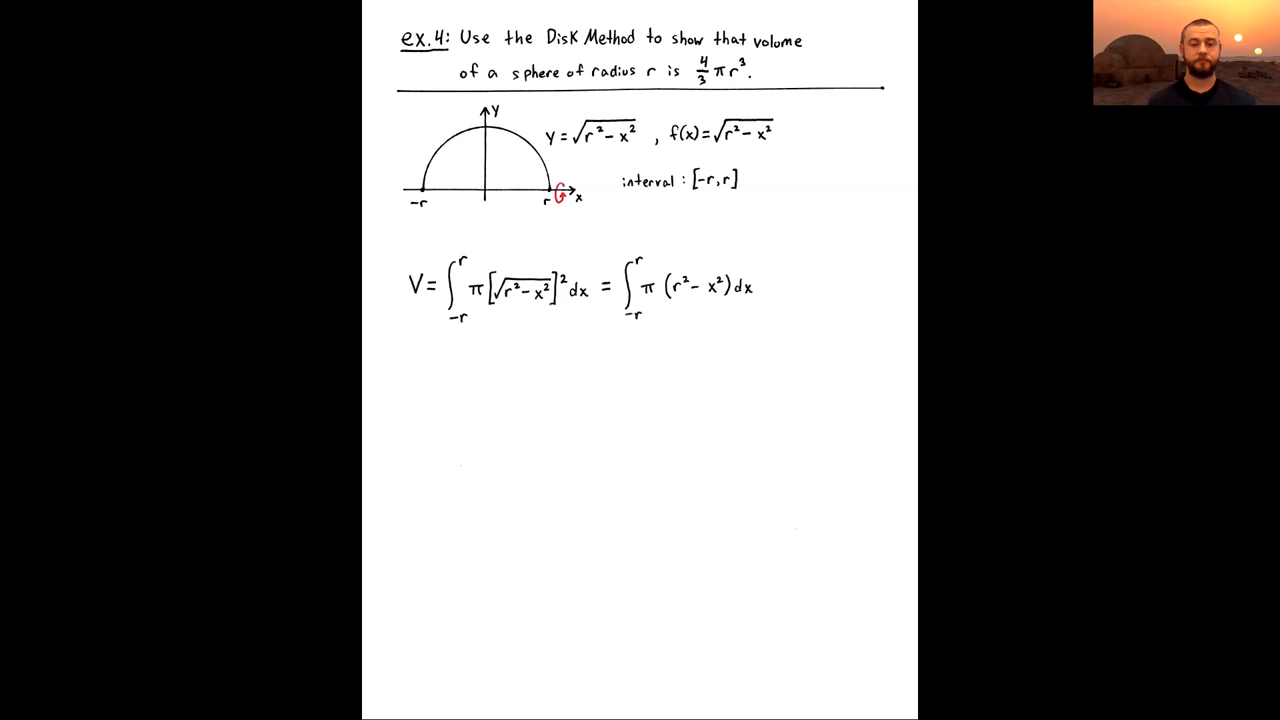 ex.4: Use the Disk Method to show that volume
of a sphere of radius r is 4/3 πr³.
y
y = √(r² − x²) , f(x) = √(r² − x²)
interval : [−r, r]
−r r x
V = ∫_{−r}^{r} π [√(r² − x²)]² dx = ∫_{−r}^{r} π (r² − x²) dx